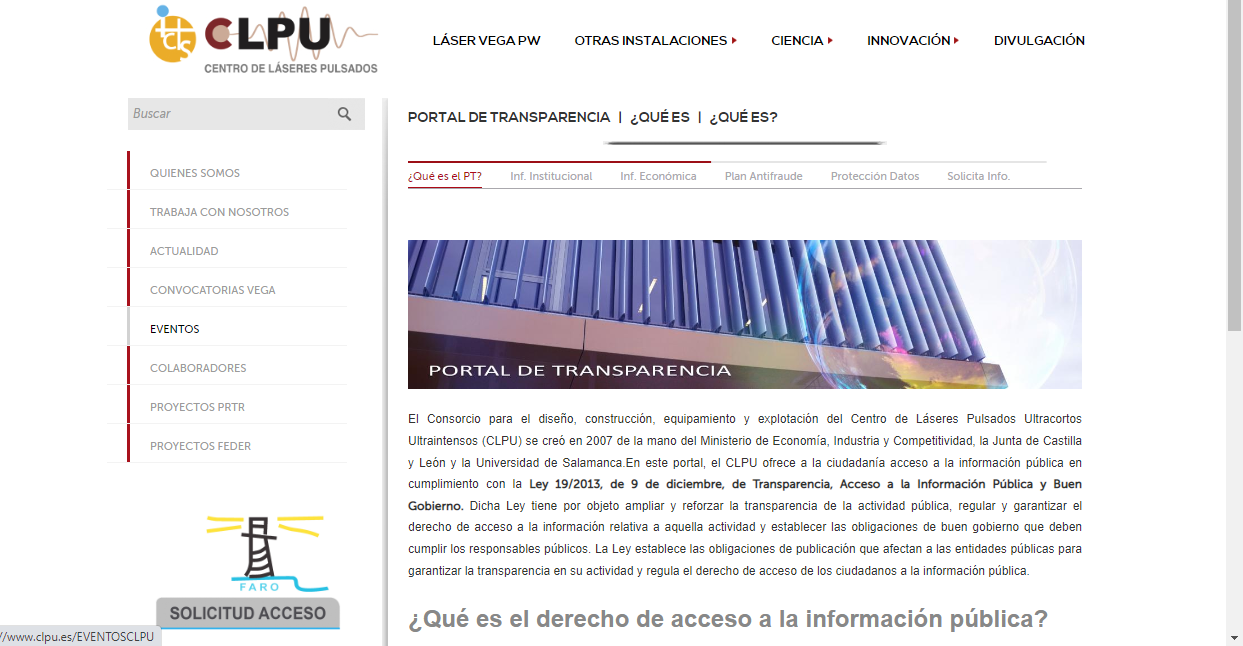 CLPU
CENTRO DE LÁSERES PULSADOS
LÁSER VEGA PW
OTRAS INSTALACIONES
CIENCIA
INNOVACIÓN
DIVULGACIÓN
Buscar
QUIENES SOMOS
TRABAJA CON NOSOTROS
ACTUALIDAD
CONVOCATORIAS VEGA
EVENTOS
COLABORADORES
PROYECTOS PRTR
PROYECTOS FEDER
FARO
SOLICITUD ACCESO
PORTAL DE TRANSPARENCIA | ¿QUÉ ES | ¿QUÉ ES?
¿Qué es el PT?
Inf. Institucional
Inf. Económica
Plan Antifraude
Protección Datos
Solicita Info.
PORTAL DE TRANSPARENCIA
El Consorcio para el diseño, construcción, equipamiento y explotación del Centro de Láseres Pulsados Ultracortos
Ultraintensos (CLPU) se creó en 2007 de la mano del Ministerio de Economía, Industria y Competitividad, la Junta de Castilla
y León y la Universidad de Salamanca.En este portal, el CLPU ofrece a la ciudadanía acceso a la información pública en
cumplimiento con la Ley 19/2013, de 9 de diciembre, de Transparencia, Acceso a la Información Pública y Buen
Gobierno. Dicha Ley tiene por objeto ampliar y reforzar la transparencia de la actividad pública, regular y garantizar el
derecho de acceso a la información relativa a aquella actividad y establecer las obligaciones de buen gobierno que deben
cumplir los responsables públicos. La Ley establece las obligaciones de publicación que afectan a las entidades públicas para
garantizar la transparencia en su actividad y regula el derecho de acceso de los ciudadanos a la información pública.
¿Qué es el derecho de acceso a la información pública?
//www.clpu.es/EVENTOSCLPU